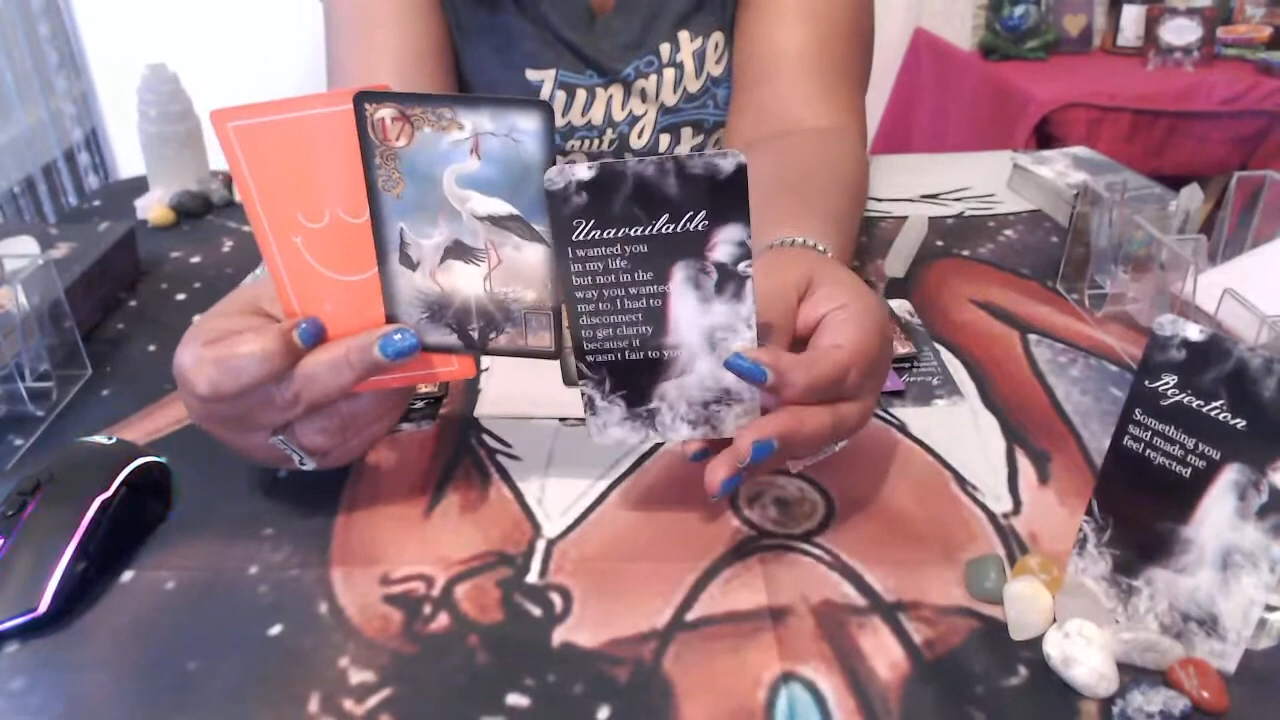 Jungite
out
17
Unavailable
I wanted you
in my life,
but not in the
way you wanted
me to. I had to
disconnect
to get clarity
because it
wasn't fair to you
Rejection
Something you
said made me
feel rejected